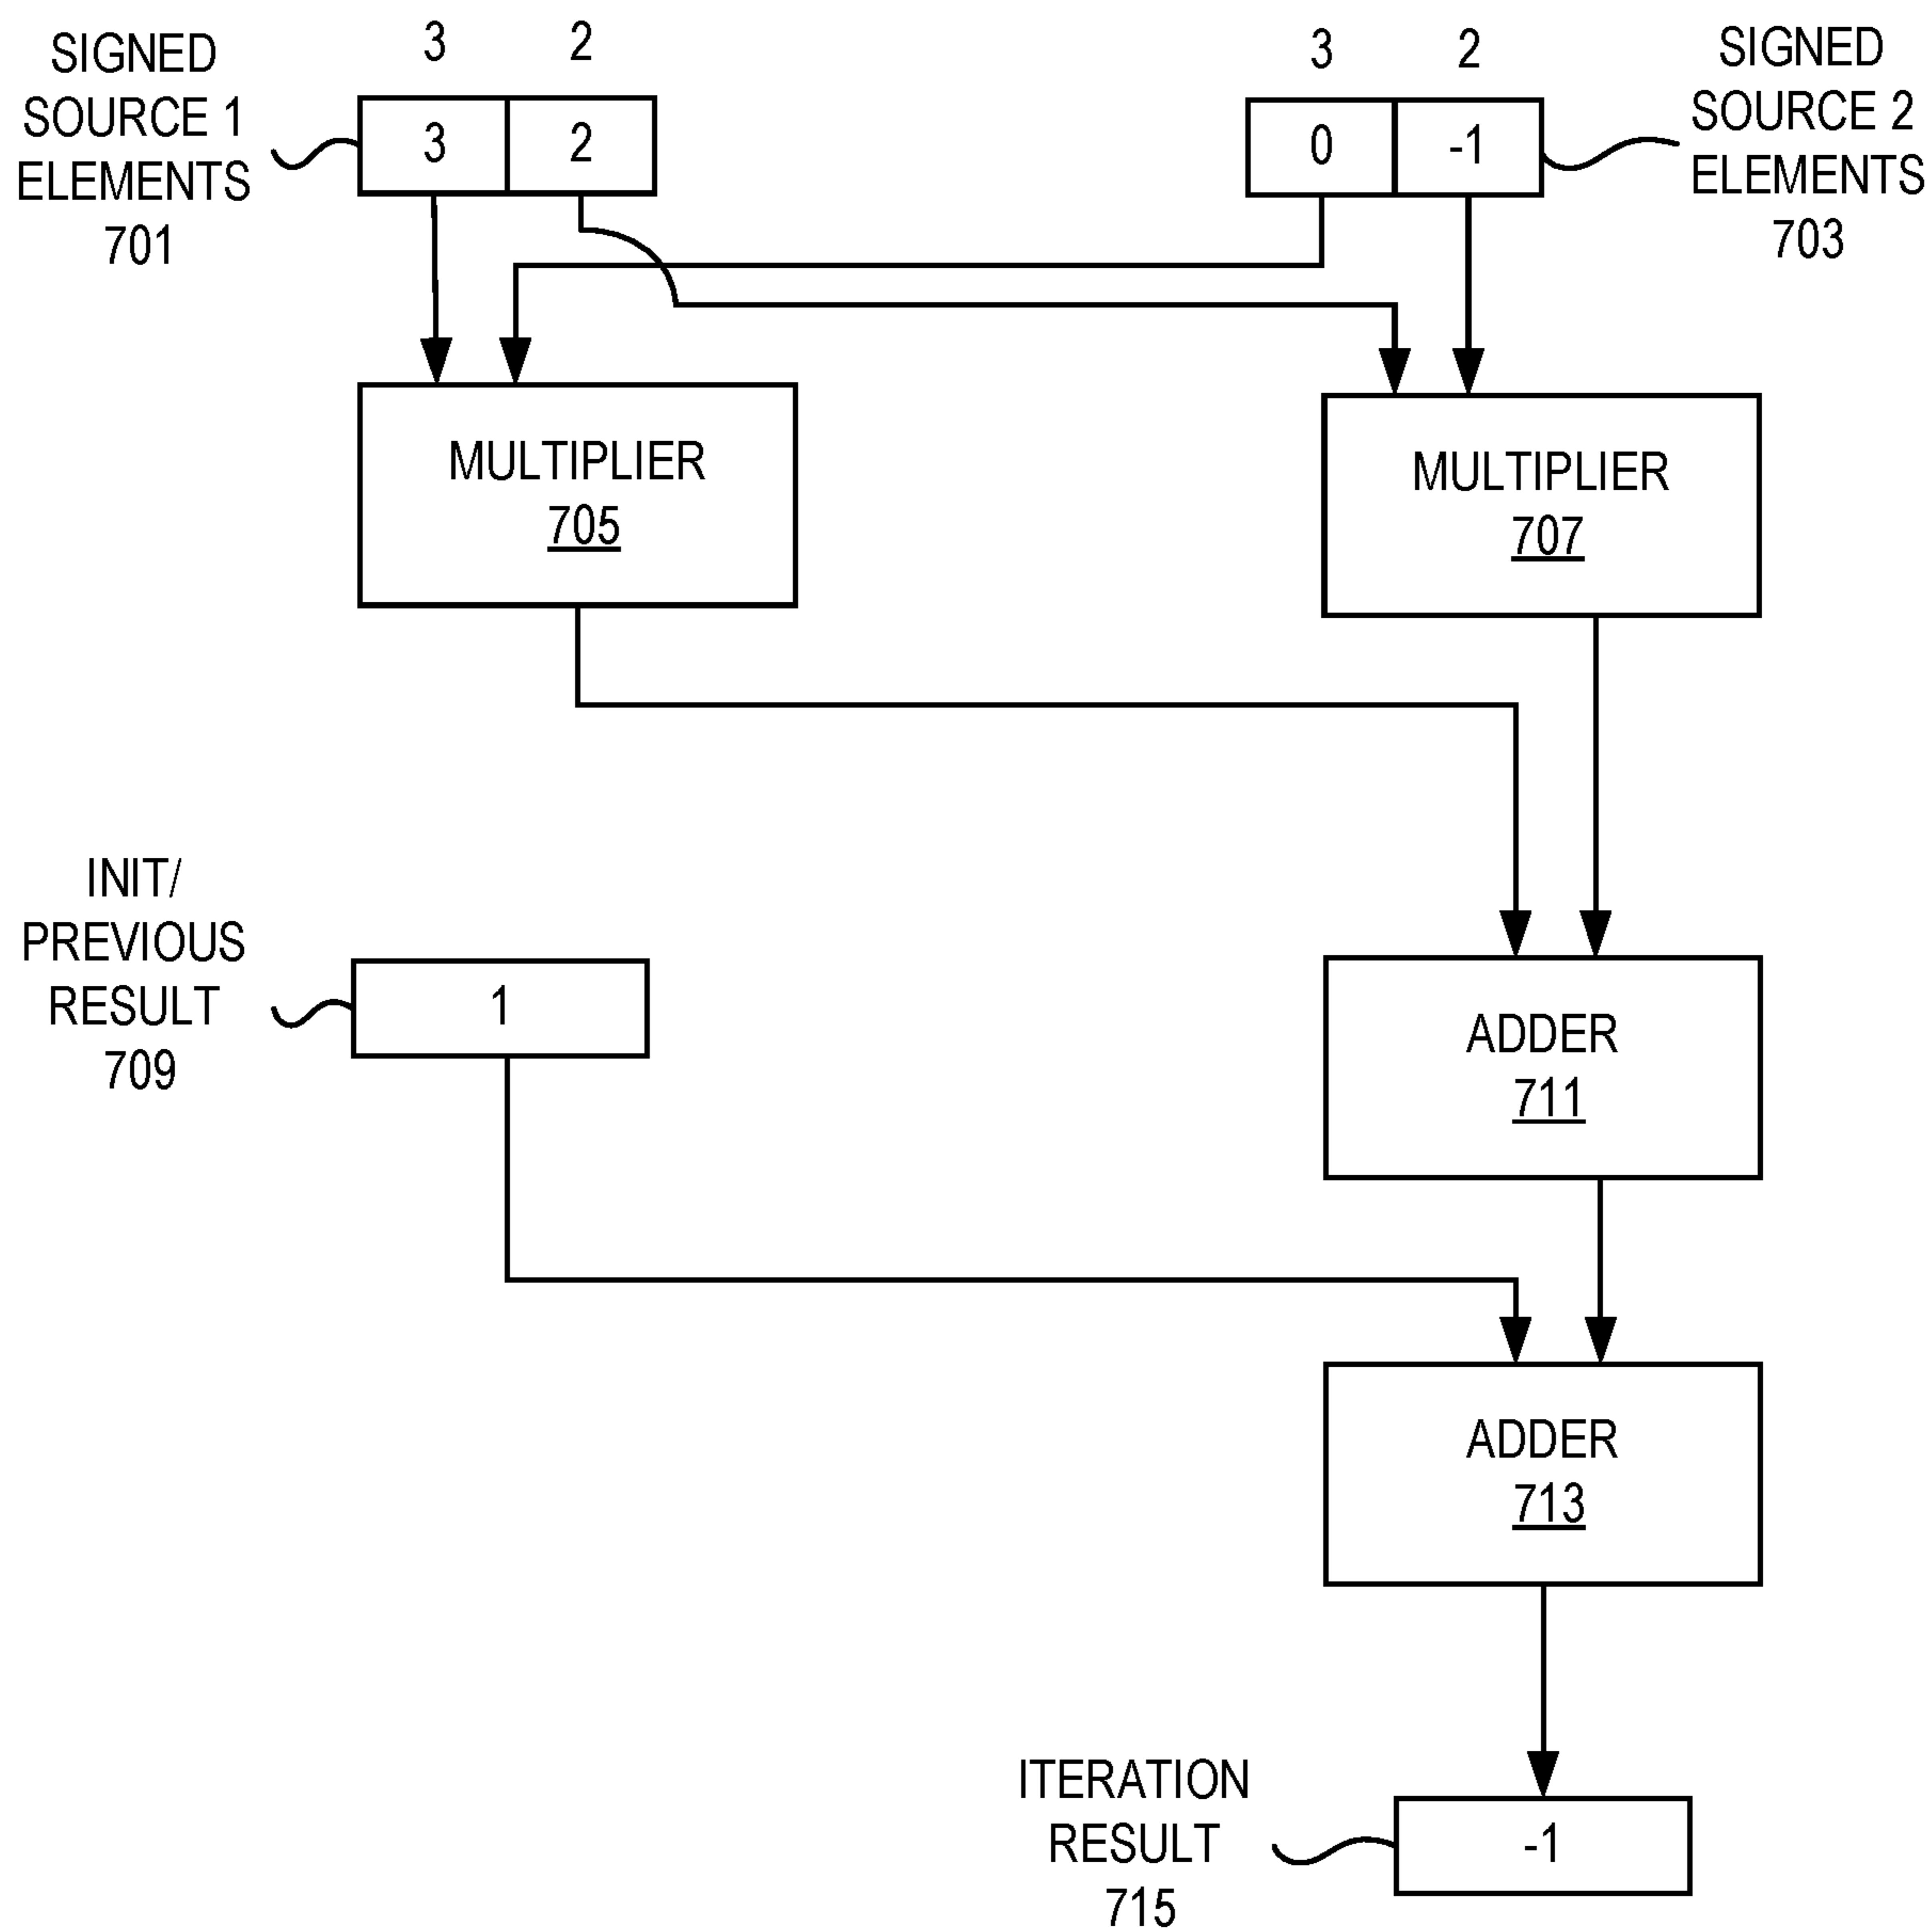 SIGNED
SOURCE 1
ELEMENTS
701
3 2
3 2
3 2
0 -1
SIGNED
SOURCE 2
ELEMENTS
703
MULTIPLIER
705
MULTIPLIER
707
INIT/
PREVIOUS
RESULT
709
1
ADDER
711
ADDER
713
ITERATION
RESULT
715
-1